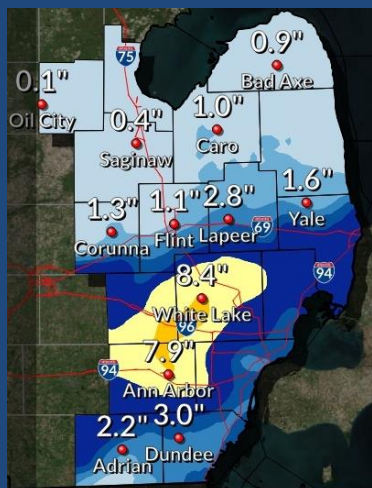 75
0.9"
Bad Axe
0.1"
Oil City
1.0"
Caro
0.4"
Saginaw
1.6"
Yale
2.8"
Lapeer
69
1.1"
Flint
1.3"
Corunna
94
8.4"
White Lake
96
7.9"
94
Ann Arbor
2.2"
Adrian
3.0"
Dundee